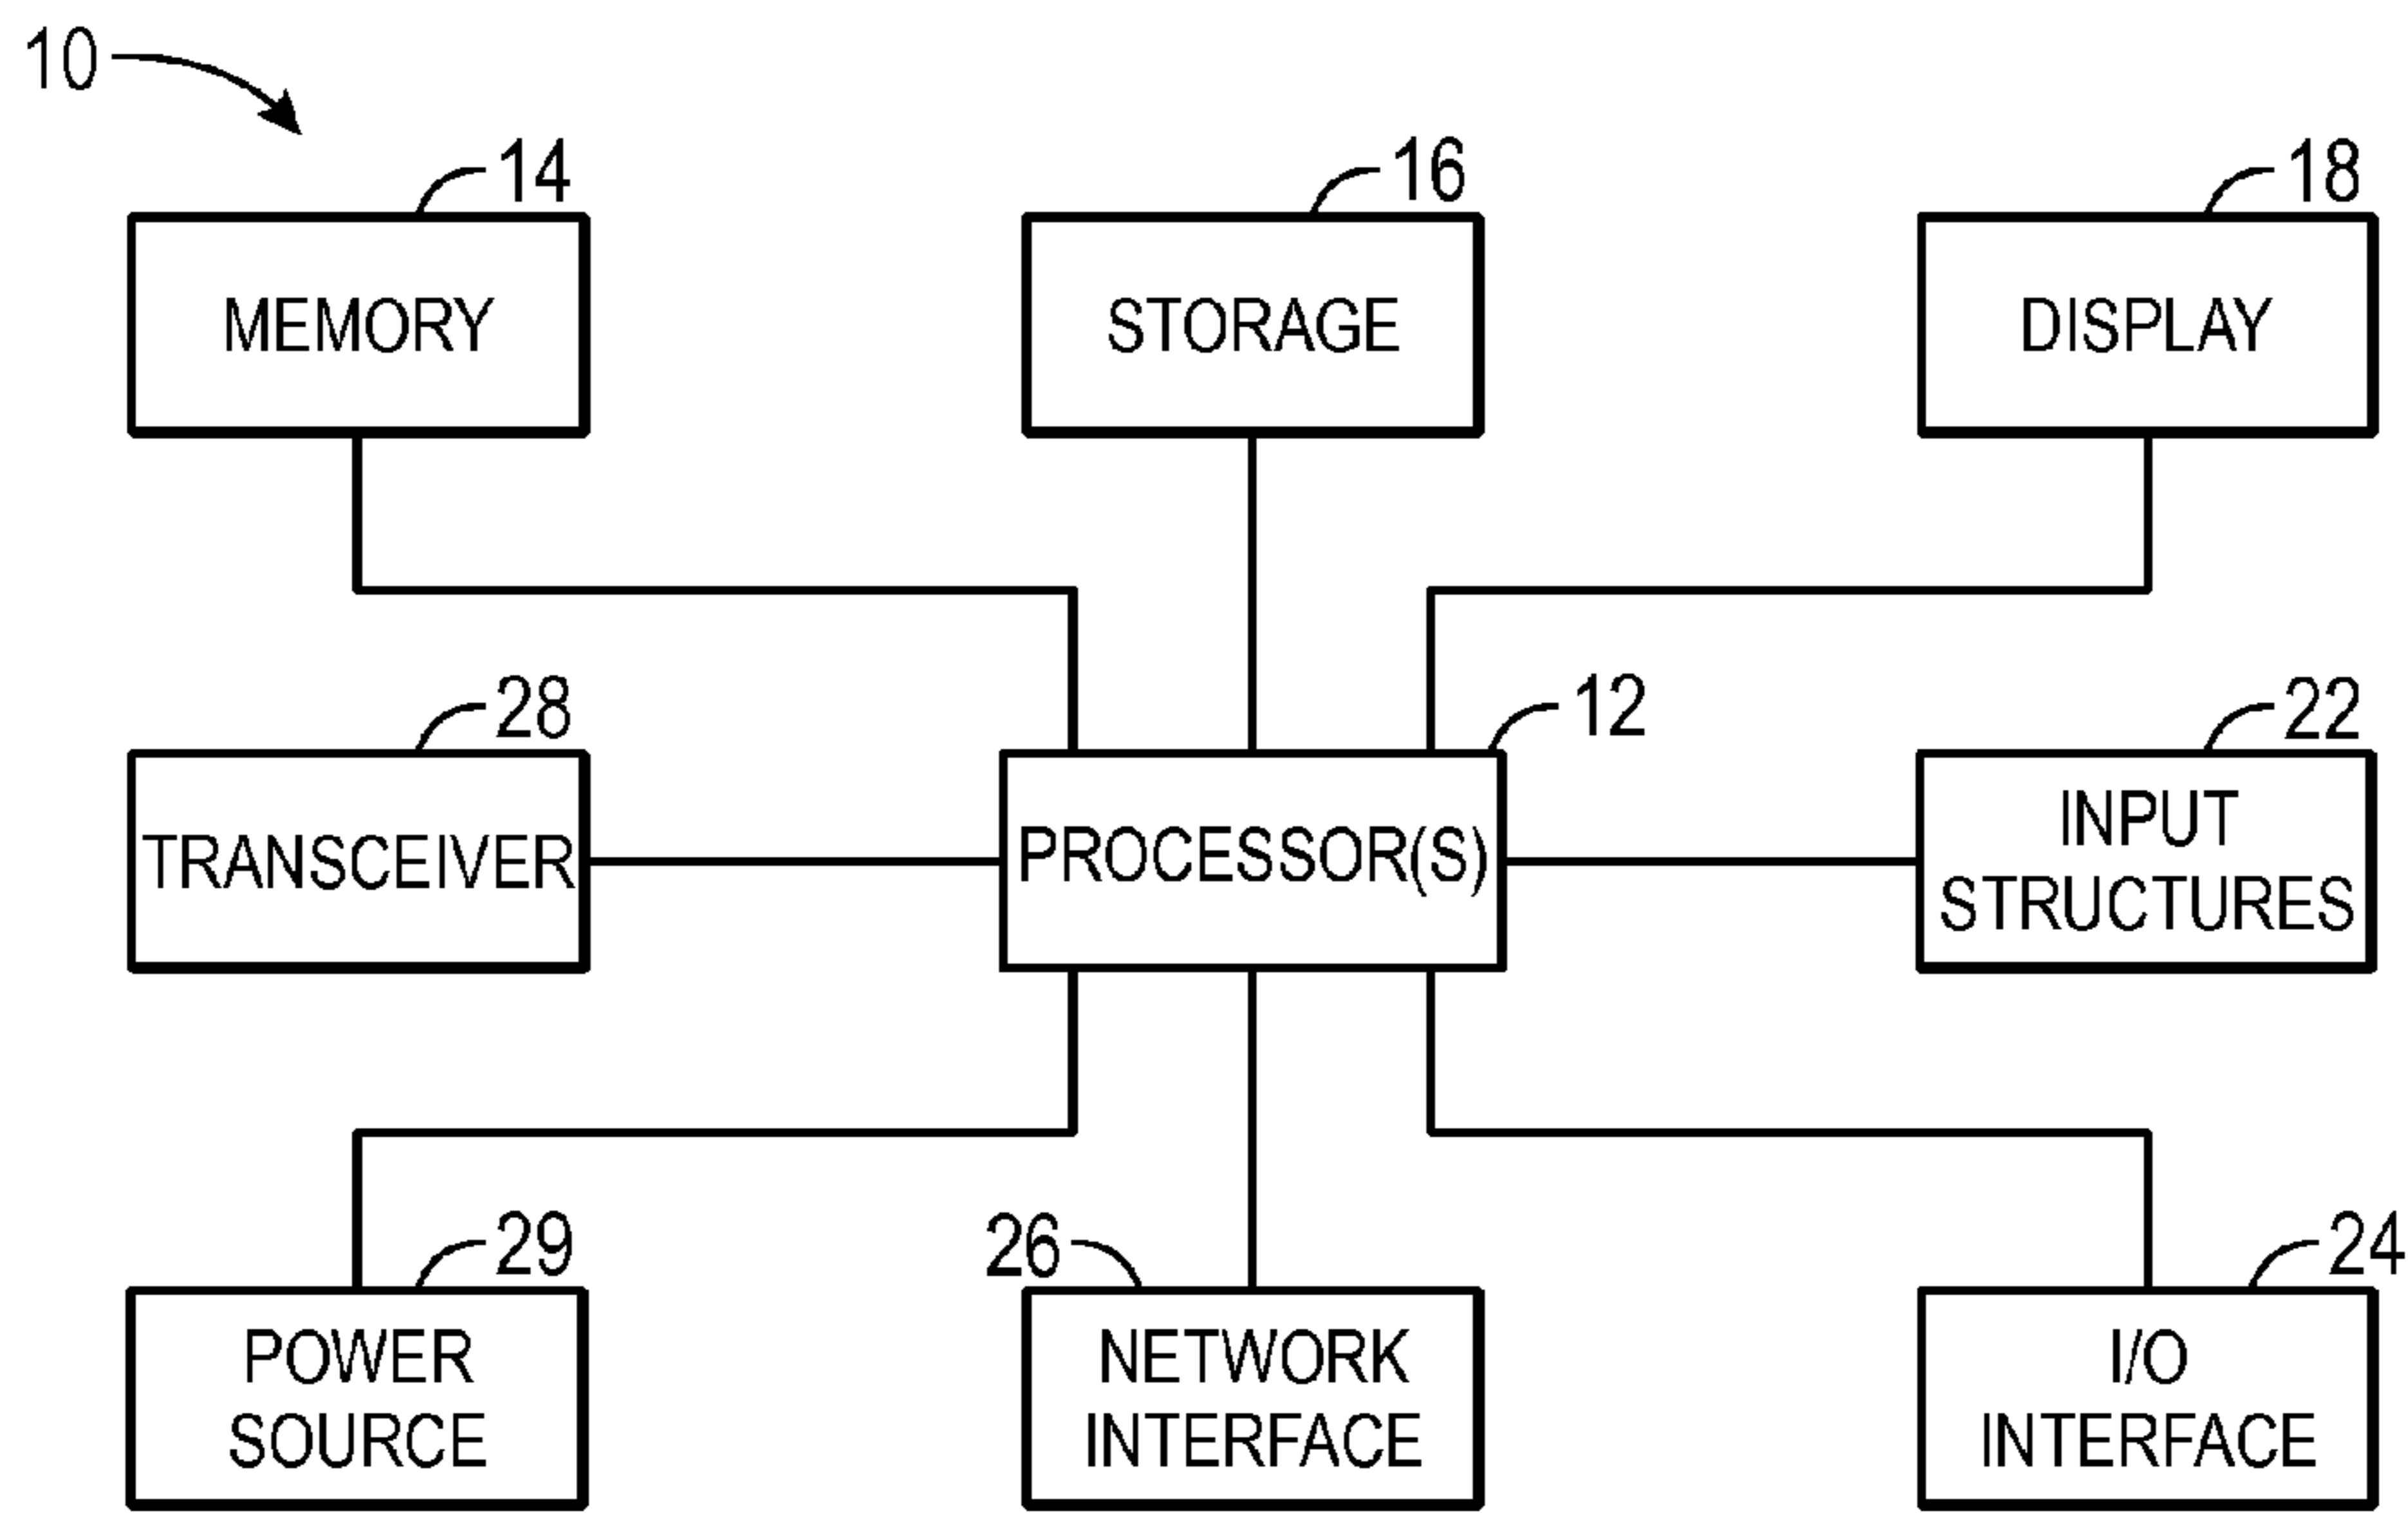 10
14
MEMORY
16
STORAGE
18
DISPLAY
28
TRANSCEIVER
12
PROCESSOR(S)
22
INPUT
STRUCTURES
29
POWER
SOURCE
26
NETWORK
INTERFACE
24
I/O
INTERFACE